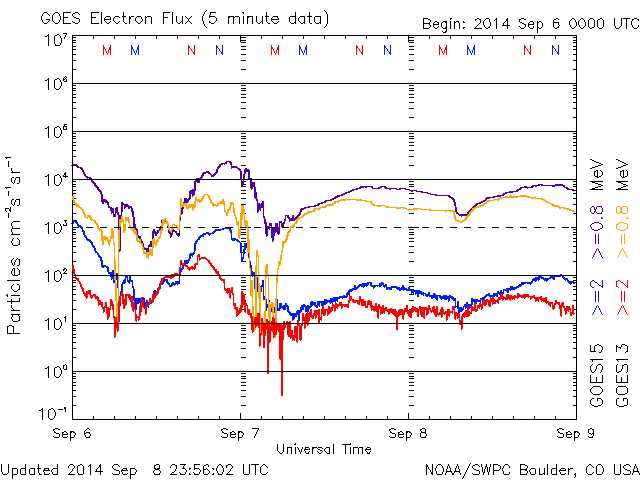 GOES Electron Flux (5 minute data)
Begin: 2014 Sep 6 0000 UTC
10⁷
M M N N M M N N M M N N
10⁶
10⁵
10⁴
10³
10²
10¹
10⁰
10⁻¹
Particles cm⁻²s⁻¹sr⁻¹
GOES15 >=2 >=0.8 MeV
GOES13 >=2 >=0.8 MeV
Sep 6 Sep 7 Sep 8 Sep 9
Universal Time
Updated 2014 Sep 8 23:56:02 UTC
NOAA/SWPC Boulder, CO USA